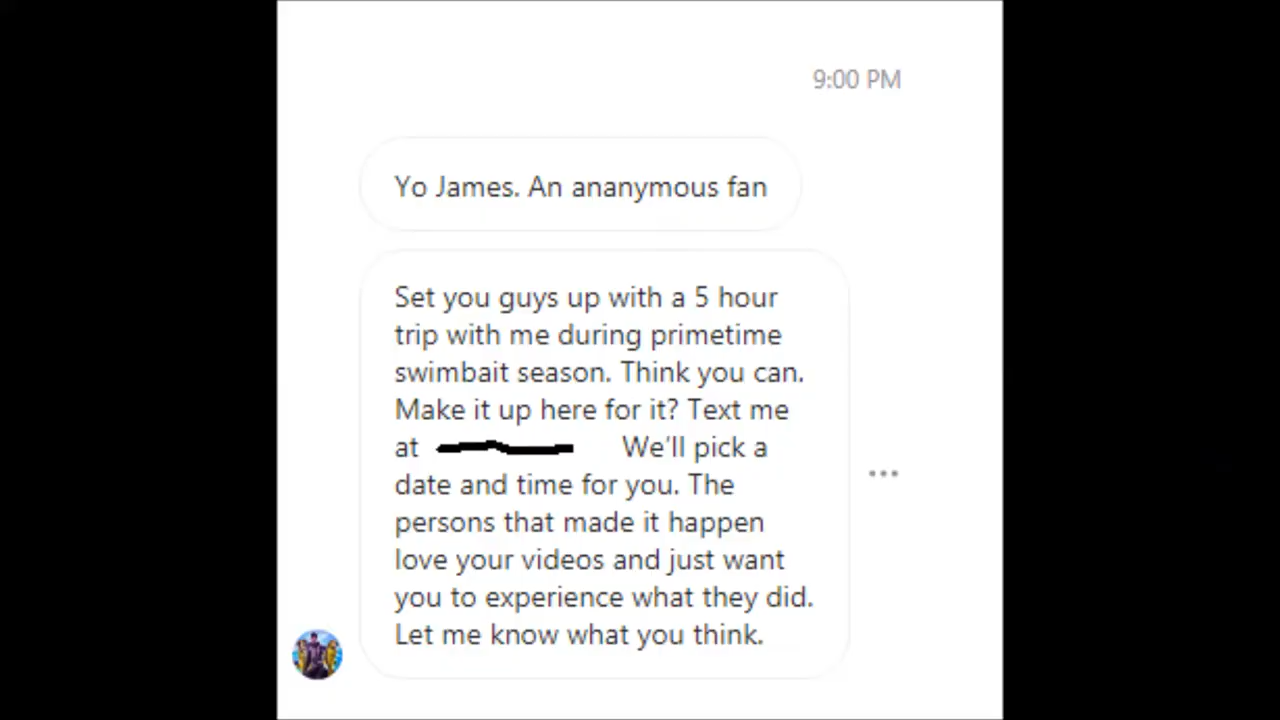 9:00 PM
Yo James. An ananymous fan
Set you guys up with a 5 hour
trip with me during primetime
swimbait season. Think you can.
Make it up here for it? Text me
at We'll pick a
date and time for you. The
persons that made it happen
love your videos and just want
you to experience what they did.
Let me know what you think.